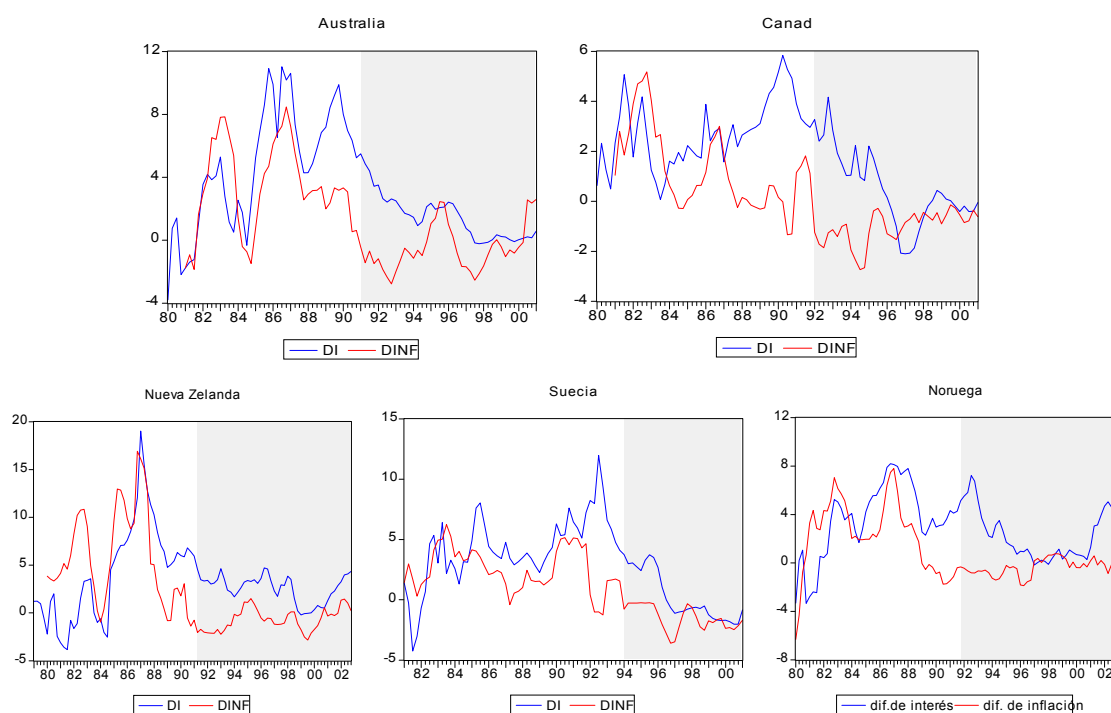 Australia
12
8
4
0
-4
80 82 84 86 88 90 92 94 96 98 00
DI DINF
Canad
6
4
2
0
-2
-4
80 82 84 86 88 90 92 94 96 98 00
DI DINF
Nueva Zelanda
20
15
10
5
0
-5
80 82 84 86 88 90 92 94 96 98 00 02
DI DINF
Suecia
15
10
5
0
-5
82 84 86 88 90 92 94 96 98 00
DI DINF
Noruega
12
8
4
0
-4
-8
80 82 84 86 88 90 92 94 96 98 00 02
dif.de interés dif. de inflación